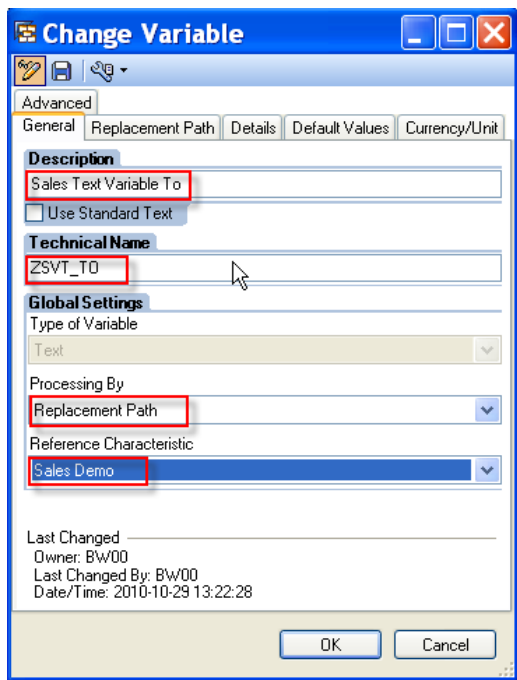 Change Variable
Advanced
General Replacement Path Details Default Values Currency/Unit
Description
Sales Text Variable To
Use Standard Text
Technical Name
ZSVT_TO
Global Settings
Type of Variable
Text
Processing By
Replacement Path
Reference Characteristic
Sales Demo
Last Changed
Owner: BW00
Last Changed By: BW00
Date/Time: 2010-10-29 13:22:28
OK Cancel